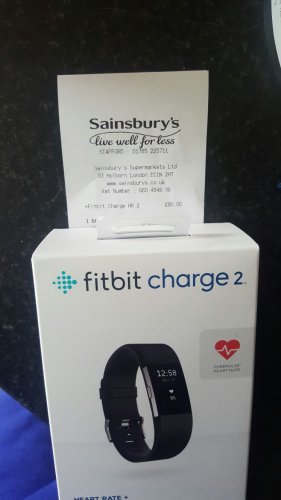 Sainsbury's
live well for less
STAFFORD 01785 225711
Sainsbury's Supermarkets Ltd
33 Holborn London EC1N 2HT
www.sainsburys.co.uk
Vat Number : 660 4548 36
*Fitbit Charge HR 2 £90.00
fitbit charge 2
PUREPULSE
HEART RATE
12:58
HEART RATE +